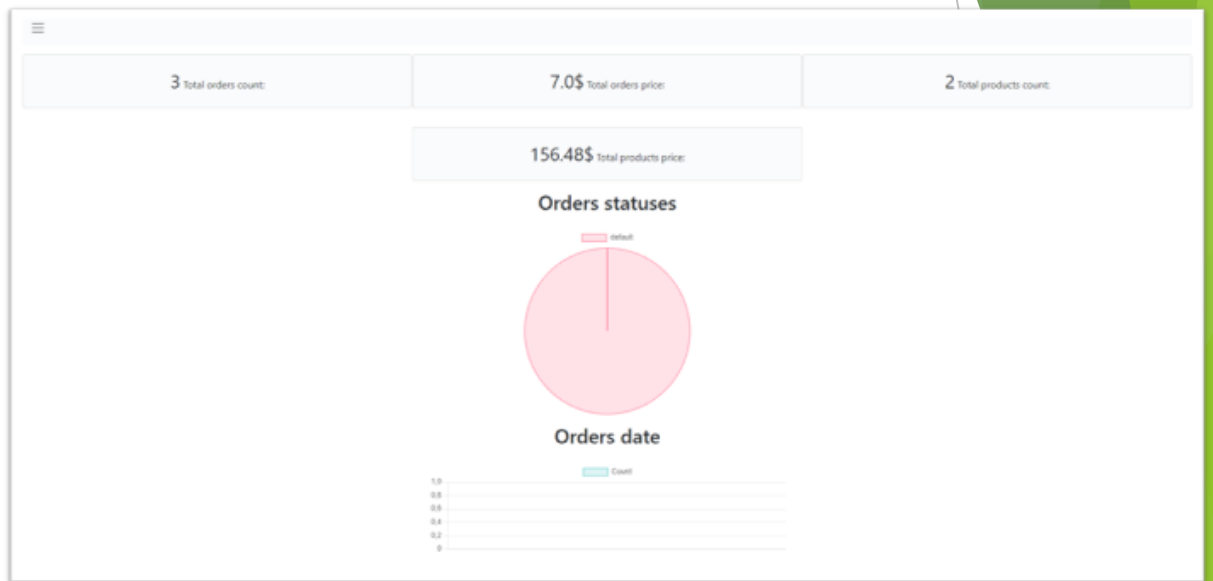 3 Total orders count:
7.0$ Total orders price:
2 Total products count:
156.48$ Total products price:
Orders statuses
default
Orders date
Count
1,0
0,8
0,6
0,4
0,2
0